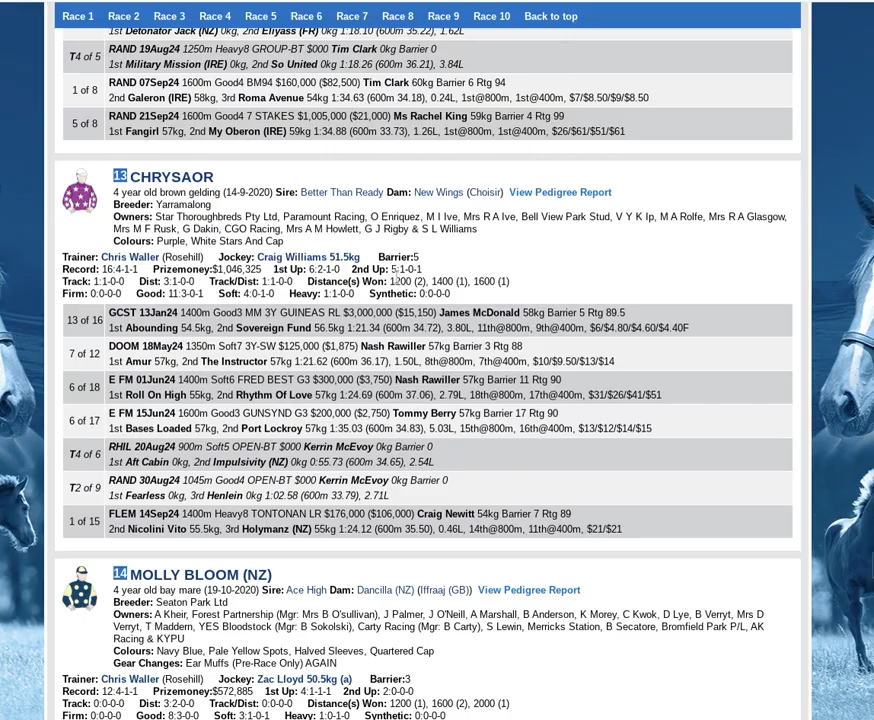 Race 1 Race 2 Race 3 Race 4 Race 5 Race 6 Race 7 Race 8 Race 9 Race 10 Back to top
1st Detonator Jack (NZ) 0kg, 2nd Ellyass (FR) 0kg 1:18.10 (600m 35.22), 1.62L
T4 of 5 RAND 19Aug24 1250m Heavy8 GROUP-BT $000 Tim Clark 0kg Barrier 0
1st Military Mission (IRE) 0kg, 2nd So United 0kg 1:18.26 (600m 36.21), 3.84L
1 of 8 RAND 07Sep24 1600m Good4 BM94 $160,000 ($82,500) Tim Clark 60kg Barrier 6 Rtg 94
2nd Galeron (IRE) 58kg, 3rd Roma Avenue 54kg 1:34.63 (600m 34.18), 0.24L, 1st@800m, 1st@400m, $7/$8.50/$9/$8.50
5 of 8 RAND 21Sep24 1600m Good4 7 STAKES $1,005,000 ($21,000) Ms Rachel King 59kg Barrier 4 Rtg 99
1st Fangirl 57kg, 2nd My Oberon (IRE) 59kg 1:34.88 (600m 33.73), 1.26L, 1st@800m, 1st@400m, $26/$61/$51/$61
13 CHRYSAOR
4 year old brown gelding (14-9-2020) Sire: Better Than Ready Dam: New Wings (Choisir) View Pedigree Report
Breeder: Yarramalong
Owners: Star Thoroughbreds Pty Ltd, Paramount Racing, O Enriquez, M I Ive, Mrs R A Ive, Bell View Park Stud, V Y K Ip, M A Rolfe, Mrs R A Glasgow,
Mrs M F Rusk, G Dakin, CGO Racing, Mrs A M Howlett, G J Rigby & S L Williams
Colours: Purple, White Stars And Cap
Trainer: Chris Waller (Rosehill) Jockey: Craig Williams 51.5kg Barrier:5
Record: 16:4-1-1 Prizemoney:$1,046,325 1st Up: 6:2-1-0 2nd Up: 5:1-0-1
Track: 1:1-0-0 Dist: 3:1-0-0 Track/Dist: 1:1-0-0 Distance(s) Won: 1200 (2), 1400 (1), 1600 (1)
Firm: 0:0-0-0 Good: 11:3-0-1 Soft: 4:0-1-0 Heavy: 1:1-0-0 Synthetic: 0:0-0-0
13 of 16 GCST 13Jan24 1400m Good3 MM 3Y GUINEAS RL $3,000,000 ($15,150) James McDonald 58kg Barrier 5 Rtg 89.5
1st Abounding 54.5kg, 2nd Sovereign Fund 56.5kg 1:21.34 (600m 34.72), 3.80L, 11th@800m, 9th@400m, $6/$4.80/$4.60/$4.40F
7 of 12 DOOM 18May24 1350m Soft7 3Y-SW $125,000 ($1,875) Nash Rawiller 57kg Barrier 3 Rtg 88
1st Amur 57kg, 2nd The Instructor 57kg 1:21.62 (600m 36.17), 1.50L, 8th@800m, 7th@400m, $10/$9.50/$13/$14
6 of 18 E FM 01Jun24 1400m Soft6 FRED BEST G3 $300,000 ($3,750) Nash Rawiller 57kg Barrier 11 Rtg 90
1st Roll On High 55kg, 2nd Rhythm Of Love 57kg 1:24.69 (600m 37.06), 2.79L, 18th@800m, 17th@400m, $31/$26/$41/$51
6 of 17 E FM 15Jun24 1600m Good3 GUNSYND G3 $200,000 ($2,750) Tommy Berry 57kg Barrier 17 Rtg 90
1st Bases Loaded 57kg, 2nd Port Lockroy 57kg 1:35.03 (600m 34.83), 5.03L, 15th@800m, 16th@400m, $13/$12/$14/$15
T4 of 6 RHIL 20Aug24 900m Soft5 OPEN-BT $000 Kerrin McEvoy 0kg Barrier 0
1st Aft Cabin 0kg, 2nd Impulsivity (NZ) 0kg 0:55.73 (600m 34.65), 2.54L
T2 of 9 RAND 30Aug24 1045m Good4 OPEN-BT $000 Kerrin McEvoy 0kg Barrier 0
1st Fearless 0kg, 3rd Henlein 0kg 1:02.58 (600m 33.79), 2.71L
1 of 15 FLEM 14Sep24 1400m Heavy8 TONTONAN LR $176,000 ($106,000) Craig Newitt 54kg Barrier 7 Rtg 89
2nd Nicolini Vito 55.5kg, 3rd Holymanz (NZ) 55kg 1:24.12 (600m 35.50), 0.46L, 14th@800m, 11th@400m, $21/$21
14 MOLLY BLOOM (NZ)
4 year old bay mare (19-10-2020) Sire: Ace High Dam: Dancilla (NZ) (Iffraaj (GB)) View Pedigree Report
Breeder: Seaton Park Ltd
Owners: A Kheir, Forest Partnership (Mgr: Mrs B O'sullivan), J Palmer, J O'Neill, A Marshall, B Anderson, K Morey, C Kwok, D Lye, B Verryt, Mrs D
Verryt, T Maddern, YES Bloodstock (Mgr: B Sokolski), Carty Racing (Mgr: B Carty), S Lewin, Merricks Station, B Secatore, Bromfield Park P/L, AK
Racing & KYPU
Colours: Navy Blue, Pale Yellow Spots, Halved Sleeves, Quartered Cap
Gear Changes: Ear Muffs (Pre-Race Only) AGAIN
Trainer: Chris Waller (Rosehill) Jockey: Zac Lloyd 50.5kg (a) Barrier:3
Record: 12:4-1-1 Prizemoney:$572,885 1st Up: 4:1-1-1 2nd Up: 2:0-0-0
Track: 0:0-0-0 Dist: 3:2-0-0 Track/Dist: 0:0-0-0 Distance(s) Won: 1200 (1), 1600 (2), 2000 (1)
Firm: 0:0-0-0 Good: 8:3-0-0 Soft: 3:1-0-1 Heavy: 1:0-1-0 Synthetic: 0:0-0-0